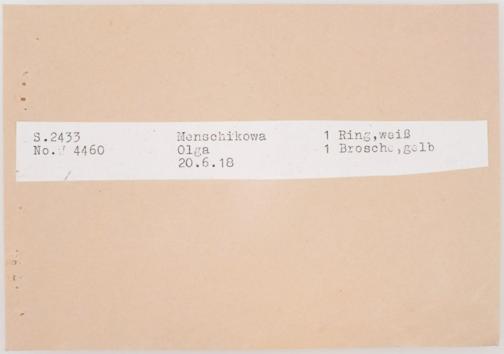 S.2433 Menschikowa 1 Ring,weiß
No. 4460 Olga 1 Brosche,gelb
20.6.18